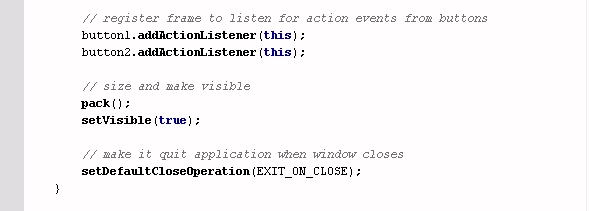 // register frame to listen for action events from buttons
button1.addActionListener(this);
button2.addActionListener(this);
// size and make visible
pack();
setVisible(true);
// make it quit application when window closes
setDefaultCloseOperation(EXIT_ON_CLOSE);
}